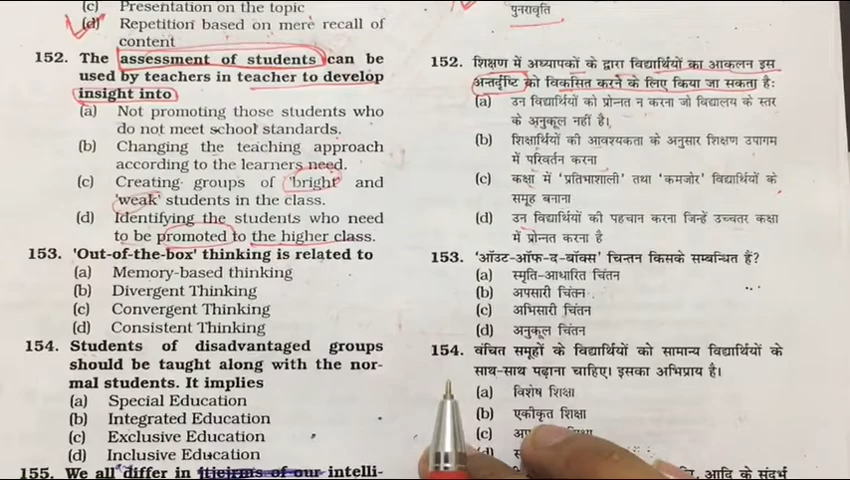 (c) Presentation on the topic
(d) Repetition based on mere recall of
content
152. The assessment of students can be
used by teachers in teacher to develop
insight into
(a) Not promoting those students who
do not meet school standards.
(b) Changing the teaching approach
according to the learners need.
(c) Creating groups of 'bright' and
'weak' students in the class.
(d) Identifying the students who need
to be promoted to the higher class.
153. 'Out-of-the-box' thinking is related to
(a) Memory-based thinking
(b) Divergent Thinking
(c) Convergent Thinking
(d) Consistent Thinking
154. Students of disadvantaged groups
should be taught along with the nor-
mal students. It implies
(a) Special Education
(b) Integrated Education
(c) Exclusive Education
(d) Inclusive Education
155. We all differ in of our intelli-
पुनरावृति
152. शिक्षण में अध्यापकों के द्वारा विद्यार्थियों का आकलन इस
अन्तर्दृष्टि को विकसित करने के लिए किया जा सकता है:
(a) उन विद्यार्थियों को प्रोन्नत न करना जो विद्यालय के स्तर
के अनुकूल नहीं है।
(b) शिक्षार्थियों की आवश्यकता के अनुसार शिक्षण उपागम
में परिवर्तन करना
(c) कक्षा में 'प्रतिभाशाली' तथा 'कमजोर' विद्यार्थियों के
समूह बनाना
(d) उन विद्यार्थियों की पहचान करना जिन्हें उच्चतर कक्षा
में प्रोन्नत करना है
153. 'ऑउट-ऑफ-द-बॉक्स' चिन्तन किसके सम्बन्धित हैं?
(a) स्मृति-आधारित चिंतन
(b) अपसारी चिंतन
(c) अभिसारी चिंतन
(d) अनुकूल चिंतन
154. वंचित समूहों के विद्यार्थियों को सामान्य विद्यार्थियों के
साथ-साथ पढ़ाना चाहिए। इसका अभिप्राय है।
(a) विशेष शिक्षा
(b) एकीकृत शिक्षा
(c)
(d)
आदि के संदर्भ